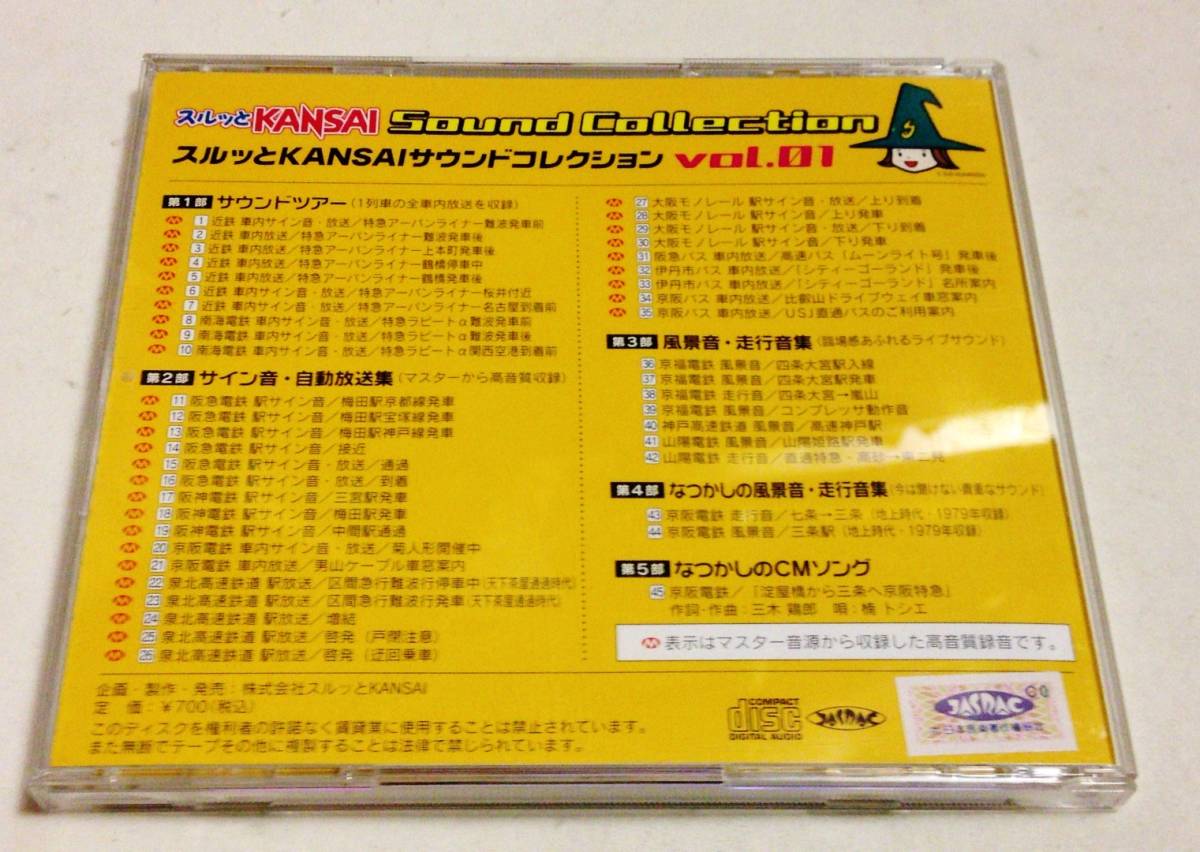 スルッとKANSAI Sound Collection
スルッとKANSAIサウンドコレクション vol.01
第1部 サウンドツアー(1列車の全車内放送を収録)
1 近鉄 車内サイン音・放送/特急アーバンライナー難波発車前
2 近鉄 車内放送/特急アーバンライナー難波発車後
3 近鉄 車内放送/特急アーバンライナー上本町発車後
4 近鉄 車内放送/特急アーバンライナー鶴橋停車中
5 近鉄 車内放送/特急アーバンライナー鶴橋発車後
6 近鉄 車内サイン音・放送/特急アーバンライナー桜井付近
7 近鉄 車内サイン音・放送/特急アーバンライナー名古屋到着前
8 南海電鉄 車内サイン音・放送/特急ラピートα難波発車前
9 南海電鉄 車内サイン音・放送/特急ラピートα難波発車後
10 南海電鉄 車内サイン音・放送/特急ラピートα関西空港到着前
第2部 サイン音・自動放送集(マスターから高音質収録)
11 阪急電鉄 駅サイン音/梅田駅京都線発車
12 阪急電鉄 駅サイン音/梅田駅宝塚線発車
13 阪急電鉄 駅サイン音/梅田駅神戸線発車
14 阪急電鉄 駅サイン音/接近
15 阪急電鉄 駅サイン音・放送/通過
16 阪急電鉄 駅サイン音・放送/到着
17 阪神電鉄 駅サイン音/三宮駅発車
18 阪神電鉄 駅サイン音/梅田駅発車
19 阪神電鉄 駅サイン音/中間駅通過
20 京阪電鉄 車内サイン音・放送/菊人形開催中
21 京阪電鉄 車内放送/男山ケーブル車窓案内
22 泉北高速鉄道 駅放送/区間急行難波行停車中(天下茶屋通過時代)
23 泉北高速鉄道 駅放送/区間急行難波行発車(天下茶屋通過時代)
24 泉北高速鉄道 駅放送/増結
25 泉北高速鉄道 駅放送/啓発(戸閉注意)
26 泉北高速鉄道 駅放送/啓発(迂回乗車)
27 大阪モノレール 駅サイン音・放送/上り到着
28 大阪モノレール 駅サイン音/上り発車
29 大阪モノレール 駅サイン音・放送/下り到着
30 大阪モノレール 駅サイン音/下り発車
31 阪急バス 車内放送/高速バス「ムーンライト号」発車後
32 伊丹市バス 車内放送/「シティーゴーランド」発車後
33 伊丹市バス 車内放送/「シティーゴーランド」名所案内
34 京阪バス 車内放送/比叡山ドライブウェイ車窓案内
35 京阪バス 車内放送/USJ直通バスのご利用案内
第3部 風景音・走行音集(臨場感あふれるライブサウンド)
36 京福電鉄 風景音/四条大宮駅入線
37 京福電鉄 風景音/四条大宮駅発車
38 京福電鉄 走行音/四条大宮→嵐山
39 京福電鉄 風景音/コンプレッサ動作音
40 神戸高速鉄道 風景音/高速神戸駅
41 山陽電鉄 風景音/山陽姫路駅発車
42 山陽電鉄 走行音/直通特急・高砂→東二見
第4部 なつかしの風景音・走行音集(今は聞けない貴重なサウンド)
43 京阪電鉄 走行音/七条→三条(地上時代・1979年収録)
44 京阪電鉄 風景音/三条駅(地上時代・1979年収録)
第5部 なつかしのCMソング
45 京阪電鉄/「淀屋橋から三条へ京阪特急」
作詞・作曲:三木 鶏郎 唄:楠 トシエ
表示はマスター音源から収録した高音質録音です。
企画・製作・発売:株式会社スルッとKANSAI
定 価:¥700(税込)
このディスクを権利者の許諾なく賃貸業に使用することは禁止されています。
また無断でテープその他に複製することは法律で禁じられています。
COMPACT disc DIGITAL AUDIO
JASRAC
JASRAC